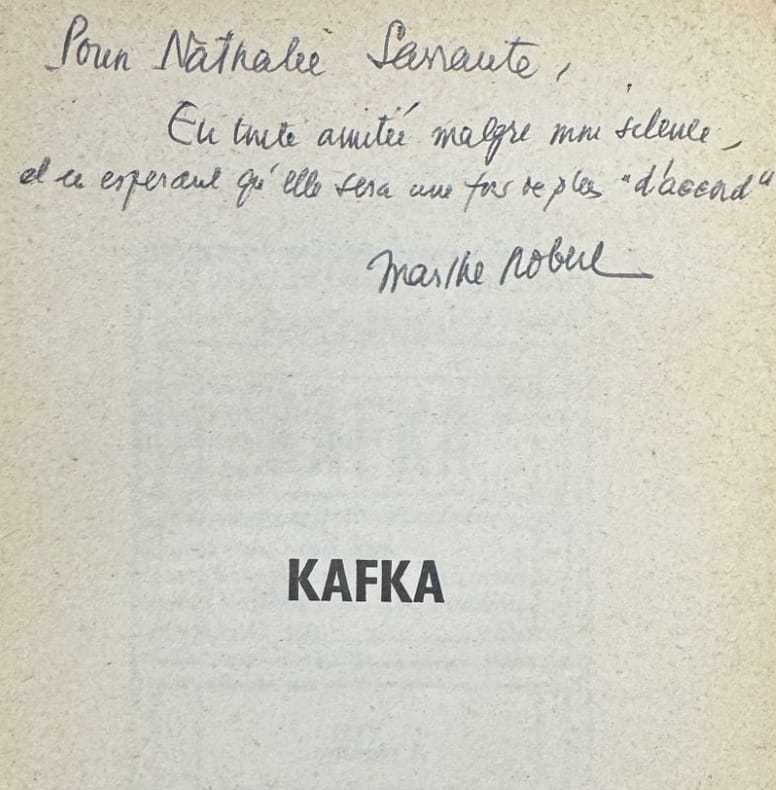 Pour Nathalie Sarraute,
En toute amitié malgré mon silence –
et en espérant qu'elle sera une fois de plus "d'accord"
Marthe Robert
KAFKA